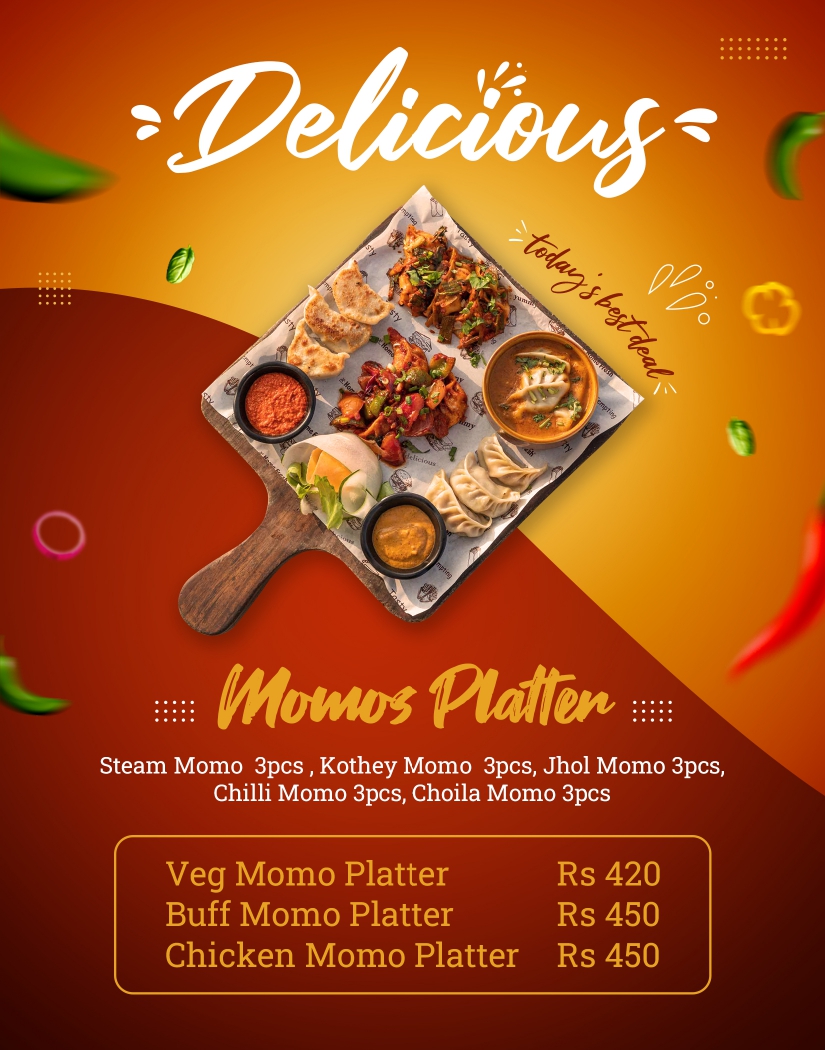 Delicious
today's best deal
Momos Platter
Steam Momo  3pcs , Kothey Momo  3pcs, Jhol Momo 3pcs,
Chilli Momo 3pcs, Choila Momo 3pcs
Veg Momo Platter Rs 420
Buff Momo Platter Rs 450
Chicken Momo Platter Rs 450